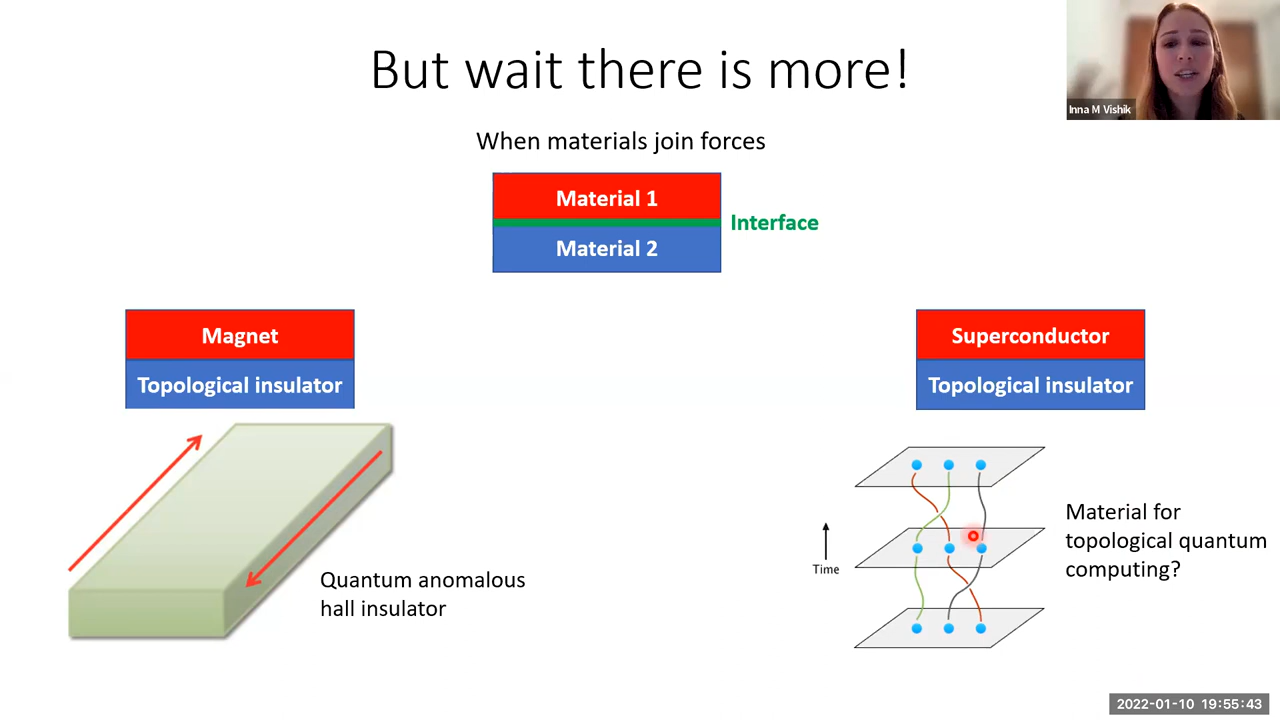 But wait there is more!
Inna M Vishik
When materials join forces
Material 1
Interface
Material 2
Magnet
Topological insulator
Superconductor
Topological insulator
Quantum anomalous
hall insulator
Time
Material for
topological quantum
computing?
2022-01-10 19:55:43